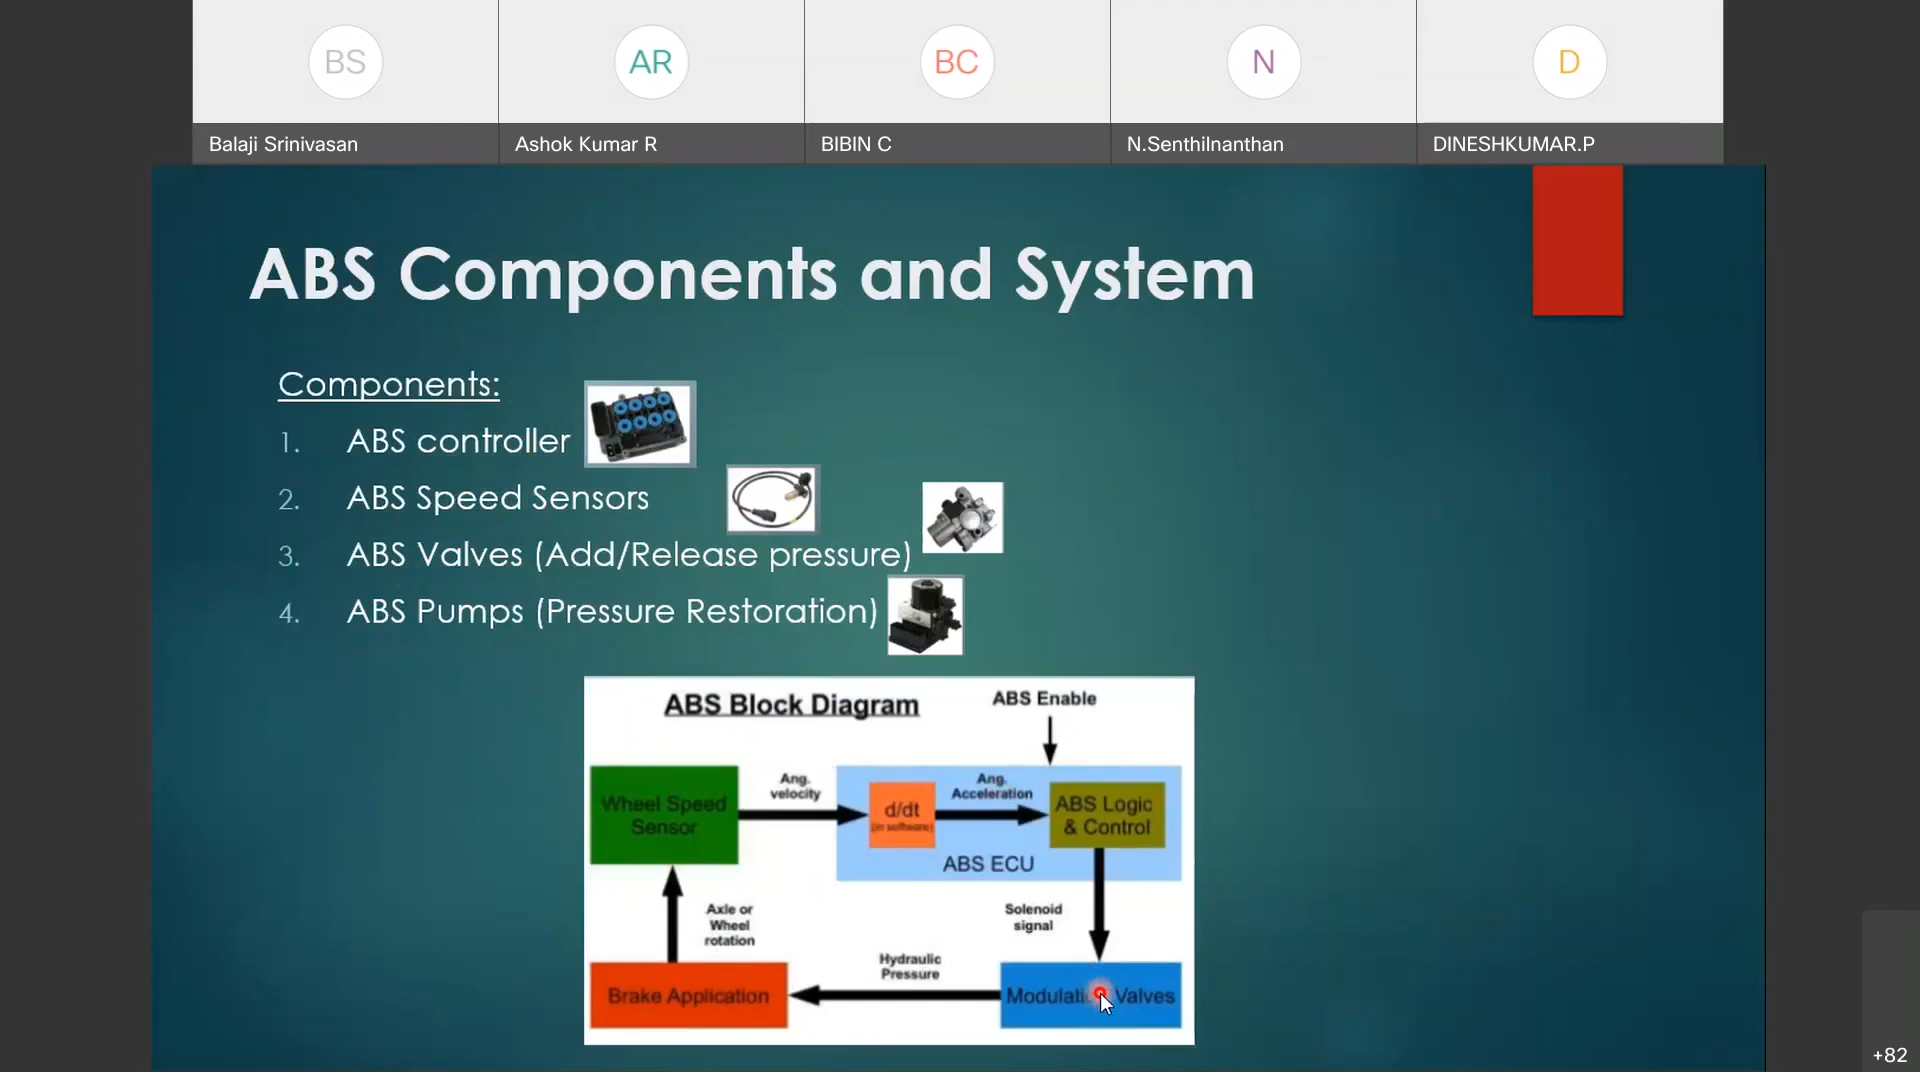 BS
AR
BC
N
D
Balaji Srinivasan
Ashok Kumar R
BIBIN C
N.Senthilnanthan
DINESHKUMAR.P
ABS Components and System
Components:
1. ABS controller
2. ABS Speed Sensors
3. ABS Valves (Add/Release pressure)
4. ABS Pumps (Pressure Restoration)
ABS Block Diagram
ABS Enable
Wheel Speed
Sensor
Ang.
velocity
d/dt
(in software)
Ang.
Acceleration
ABS Logic
& Control
ABS ECU
Axle or
Wheel
rotation
Solenoid
signal
Hydraulic
Pressure
Brake Application
Valves
+82